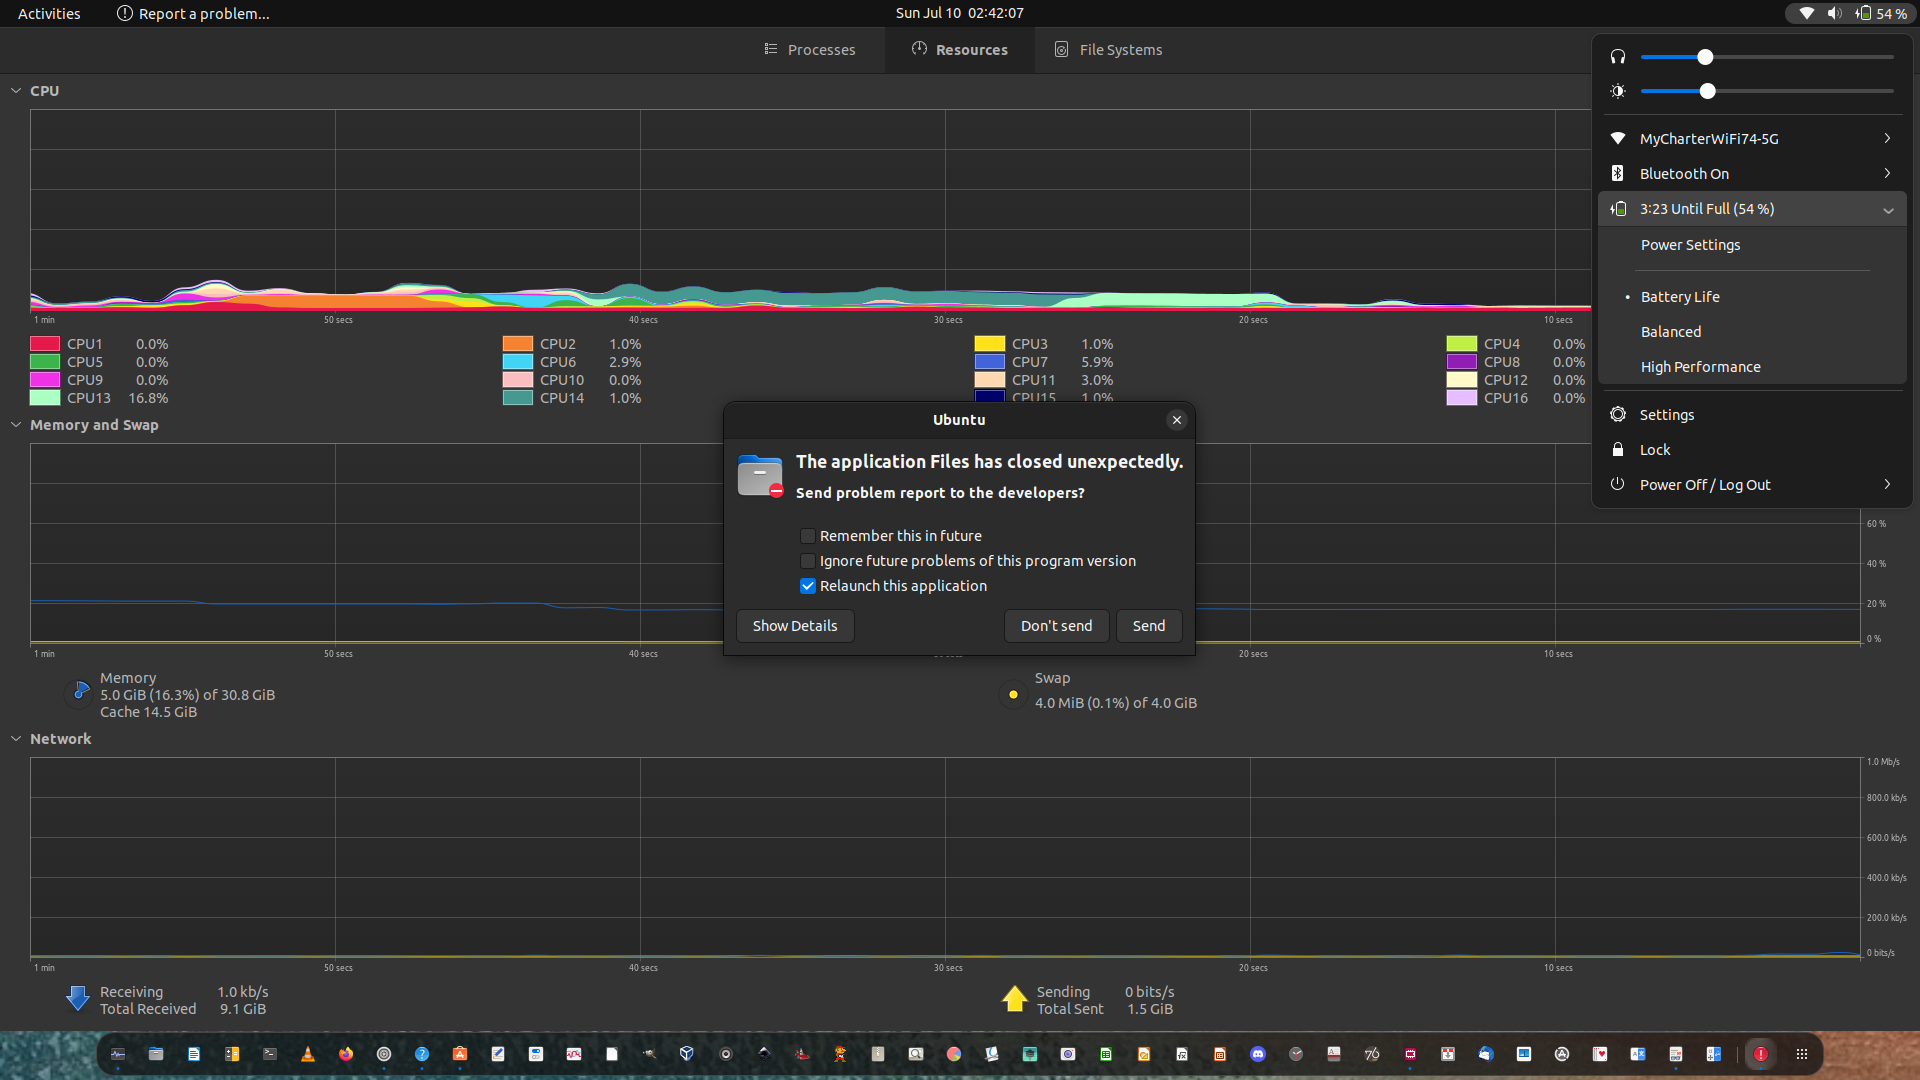 Activities
Report a problem...
Sun Jul 10 02:42:07
54 %
Processes
Resources
File Systems
CPU
1 min
50 secs
40 secs
30 secs
20 secs
10 secs
CPU1 0.0%
CPU2 1.0%
CPU3 1.0%
CPU4 0.0%
CPU5 0.0%
CPU6 2.9%
CPU7 5.9%
CPU8 0.0%
CPU9 0.0%
CPU10 0.0%
CPU11 3.0%
CPU12 0.0%
CPU13 16.8%
CPU14 1.0%
CPU15 1.0%
CPU16 0.0%
MyCharterWiFi74-5G
Bluetooth On
3:23 Until Full (54 %)
Power Settings
Battery Life
Balanced
High Performance
Settings
Lock
Power Off / Log Out
Memory and Swap
60 %
40 %
20 %
0 %
1 min
50 secs
40 secs
20 secs
10 secs
Ubuntu
The application Files has closed unexpectedly.
Send problem report to the developers?
Remember this in future
Ignore future problems of this program version
Relaunch this application
Show Details
Don't send
Send
Memory
5.0 GiB (16.3%) of 30.8 GiB
Cache 14.5 GiB
Swap
4.0 MiB (0.1%) of 4.0 GiB
Network
1.0 Mb/s
800.0 kb/s
600.0 kb/s
400.0 kb/s
200.0 kb/s
0 bits/s
1 min
50 secs
40 secs
30 secs
20 secs
10 secs
Receiving 1.0 kb/s
Total Received 9.1 GiB
Sending 0 bits/s
Total Sent 1.5 GiB